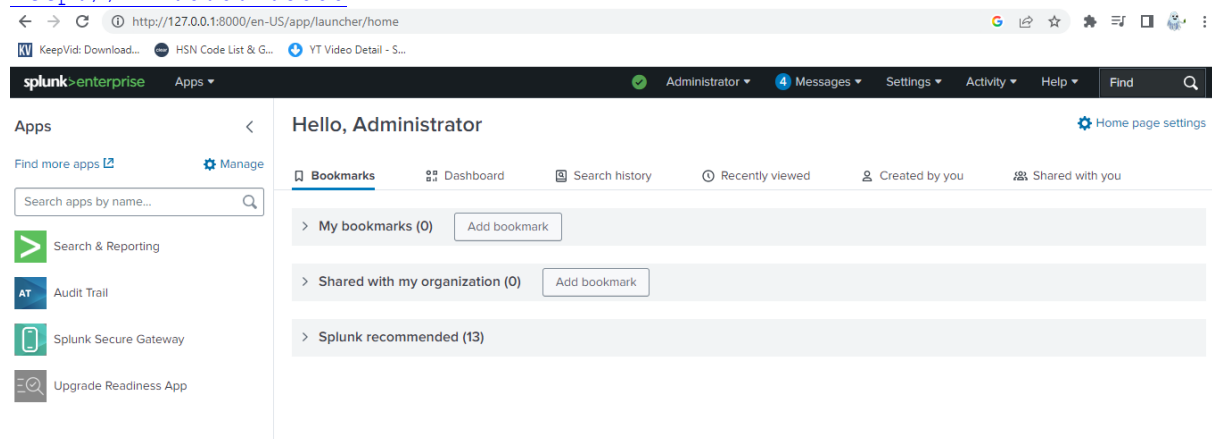 http://127.0.0.1:8000/en-US/app/launcher/home
KeepVid: Download... HSN Code List & G... YT Video Detail - S...
splunk>enterprise Apps Administrator 4 Messages Settings Activity Help Find
Apps
Find more apps Manage
Search apps by name...
Search & Reporting
AT Audit Trail
Splunk Secure Gateway
Upgrade Readiness App
Hello, Administrator Home page settings
Bookmarks Dashboard Search history Recently viewed Created by you Shared with you
My bookmarks (0) Add bookmark
Shared with my organization (0) Add bookmark
Splunk recommended (13)